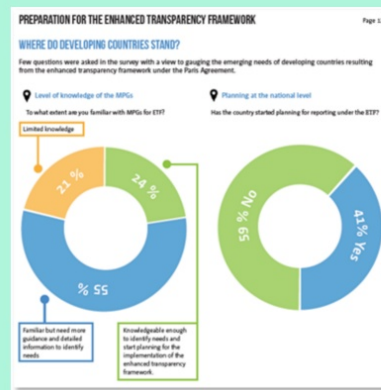 PREPARATION FOR THE ENHANCED TRANSPARENCY FRAMEWORK
Page 1
WHERE DO DEVELOPING COUNTRIES STAND?
Few questions were asked in the survey with a view to gauging the emerging needs of developing countries resulting
from the enhanced transparency framework under the Paris Agreement.
Level of knowledge of the MPGs
To what extent are you familiar with MPGs for ETF?
Limited knowledge
21 %
24 %
55 %
Familiar but need more
guidance and detailed
information to identify
needs
Knowledgeable enough
to identify needs and
start planning for the
implementation of the
enhanced transparency
framework.
Planning at the national level
Has the country started planning for reporting under the ETF?
59 % No
41% Yes